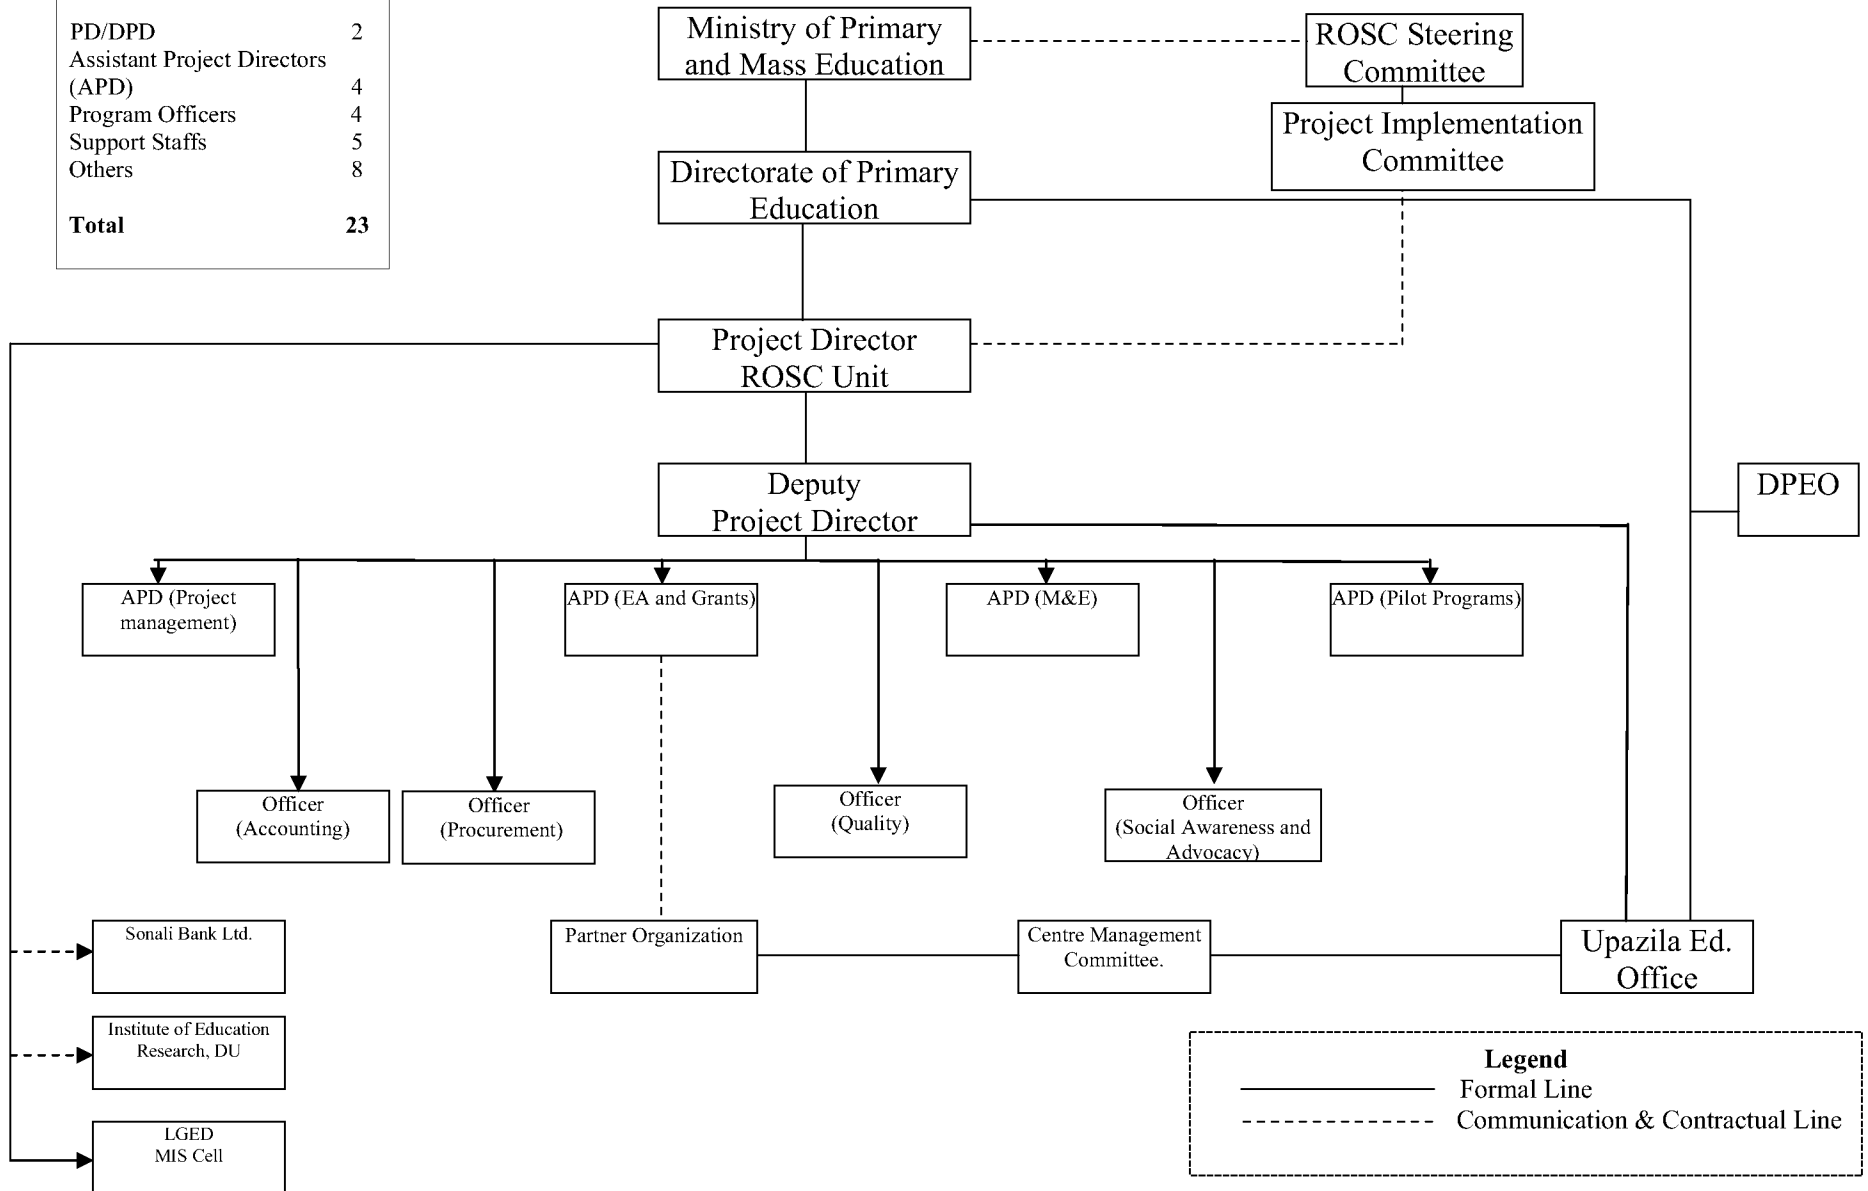 PD/DPD 2
Assistant Project Directors
(APD) 4
Program Officers 4
Support Staffs 5
Others 8
Total 23
Ministry of Primary
and Mass Education
ROSC Steering
Committee
Project Implementation
Committee
Directorate of Primary
Education
Project Director
ROSC Unit
Deputy
Project Director
DPEO
APD (Project
management)
APD (EA and Grants)
APD (M&E)
APD (Pilot Programs)
Officer
(Accounting)
Officer
(Procurement)
Officer
(Quality)
Officer
(Social Awareness and
Advocacy)
Sonali Bank Ltd.
Partner Organization
Centre Management
Committee.
Upazila Ed.
Office
Institute of Education
Research, DU
LGED
MIS Cell
Legend
Formal Line
Communication & Contractual Line